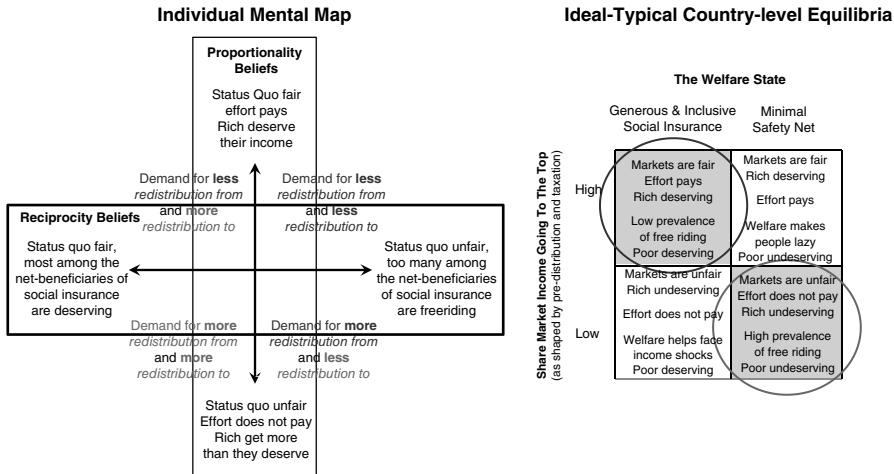 Individual Mental Map
Proportionality
Beliefs
Status Quo fair
effort pays
Rich deserve
their income
Demand for less
redistribution from
and more
redistribution to
Demand for less
redistribution from
and less
redistribution to
Reciprocity Beliefs
Status quo fair,
most among the
net-beneficiaries of
social insurance
are deserving
Status quo unfair,
too many among
the net-beneficiaries
of social insurance
are freeriding
Demand for more
redistribution from
and more
redistribution to
Demand for more
redistribution from
and less
redistribution to
Status quo unfair
Effort does not pay
Rich get more
than they deserve
Ideal-Typical Country-level Equilibria
The Welfare State
Generous & Inclusive
Social Insurance
Minimal
Safety Net
Share Market Income Going To The Top
(as shaped by pre-distribution and taxation)
High
Markets are fair
Effort pays
Rich deserving
Low prevalence
of free riding
Poor deserving
Markets are fair
Rich deserving
Effort pays
Welfare makes
people lazy
Poor undeserving
Low
Markets are unfair
Rich undeserving
Effort does not pay
Welfare helps face
income shocks
Poor deserving
Markets are unfair
Effort does not pay
Rich undeserving
High prevalence
of free riding
Poor undeserving